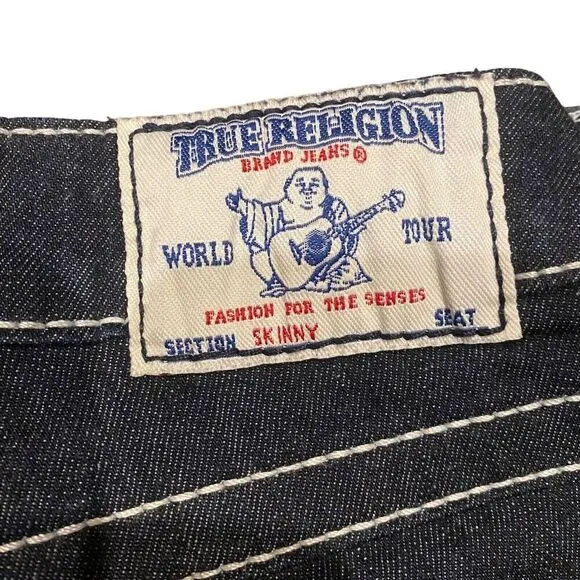 TRUE RELIGION
BRAND JEANS®
WORLD TOUR
FASHION FOR THE SENSES
SECTION SKINNY SEAT